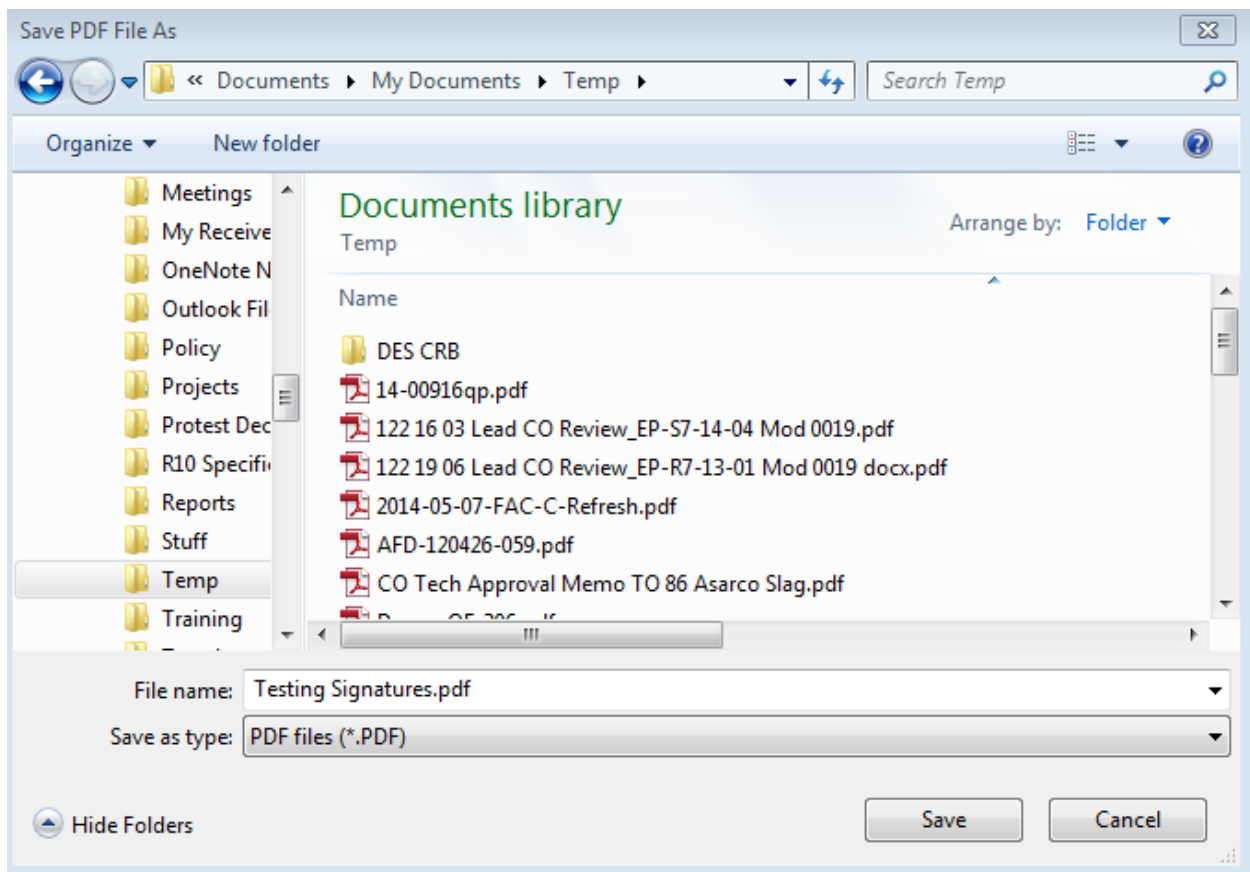 Save PDF File As
« Documents My Documents Temp
Search Temp
Organize New folder
Meetings
My Receive
OneNote N
Outlook Fil
Policy
Projects
Protest Dec
R10 Specifi
Reports
Stuff
Temp
Training
Documents library
Temp
Arrange by: Folder
Name
DES CRB
14-00916qp.pdf
122 16 03 Lead CO Review_EP-S7-14-04 Mod 0019.pdf
122 19 06 Lead CO Review_EP-R7-13-01 Mod 0019 docx.pdf
2014-05-07-FAC-C-Refresh.pdf
AFD-120426-059.pdf
CO Tech Approval Memo TO 86 Asarco Slag.pdf
File name: Testing Signatures.pdf
Save as type: PDF files (*.PDF)
Hide Folders
Save
Cancel